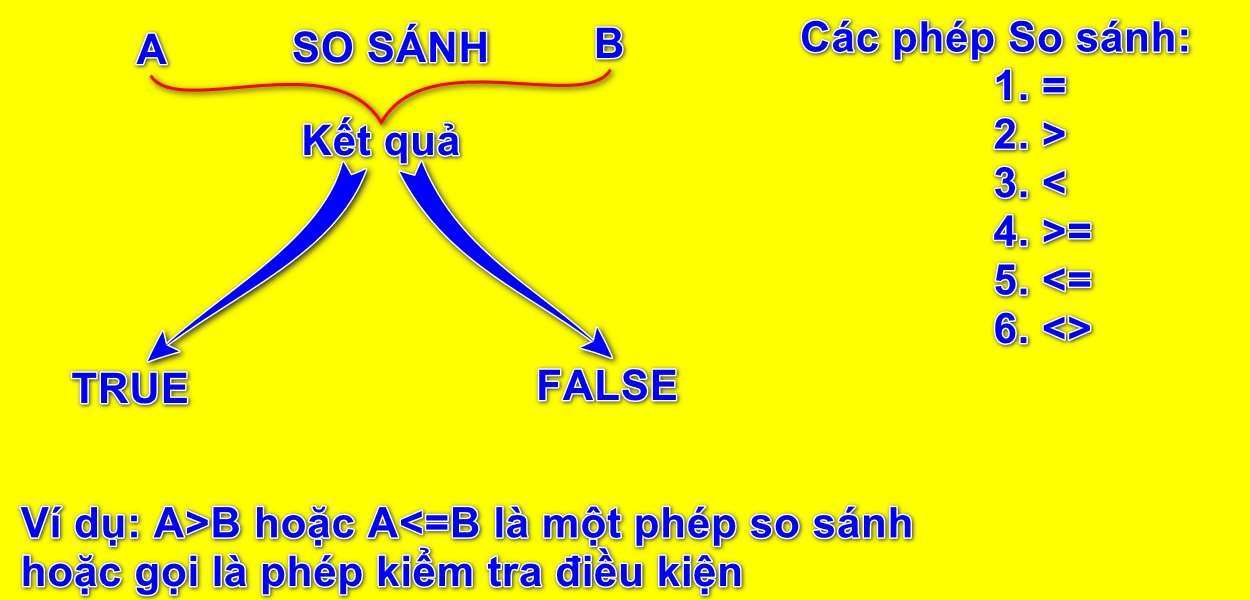 A SO SÁNH B
Kết quả
TRUE
FALSE
Các phép So sánh:
1. =
2. >
3. <
4. >=
5. <=
6. <>
Ví dụ: A>B hoặc A<=B là một phép so sánh
hoặc gọi là phép kiểm tra điều kiện